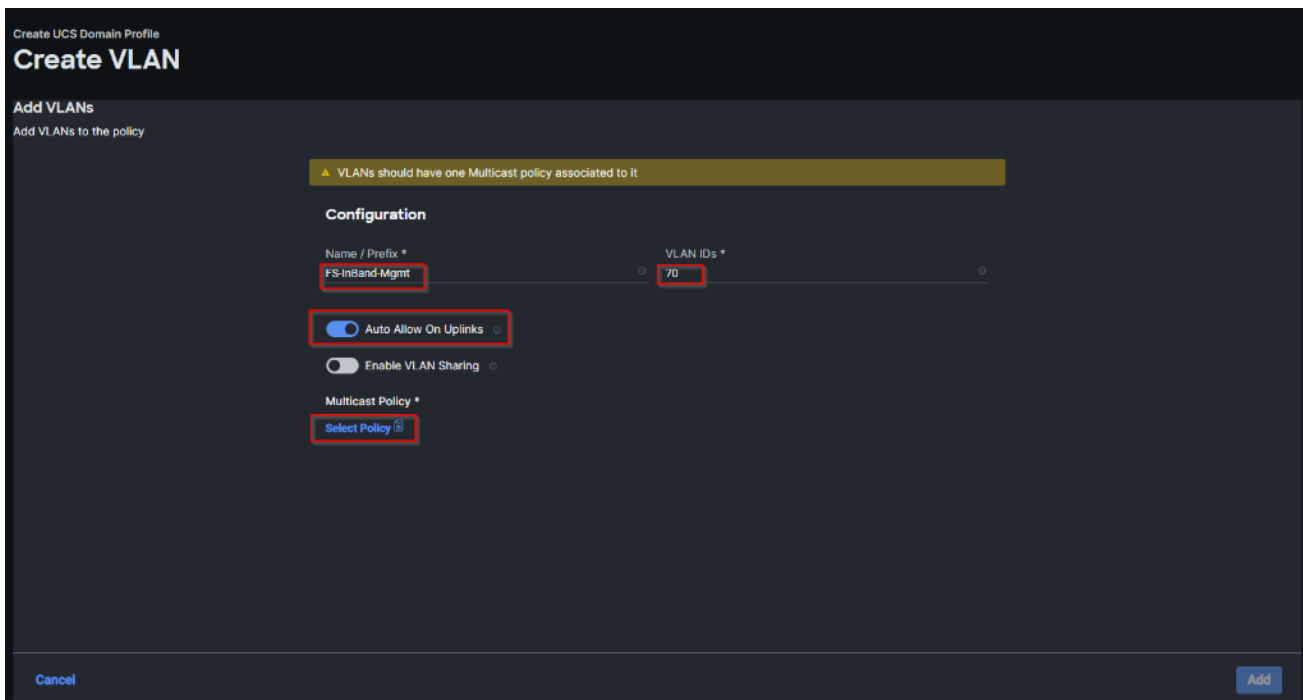 Create UCS Domain Profile
Create VLAN
Add VLANs
Add VLANs to the policy
VLANs should have one Multicast policy associated to it
Configuration
Name / Prefix * VLAN IDs *
FS-InBand-Mgmt 70
Auto Allow On Uplinks
Enable VLAN Sharing
Multicast Policy *
Select Policy
Cancel Add